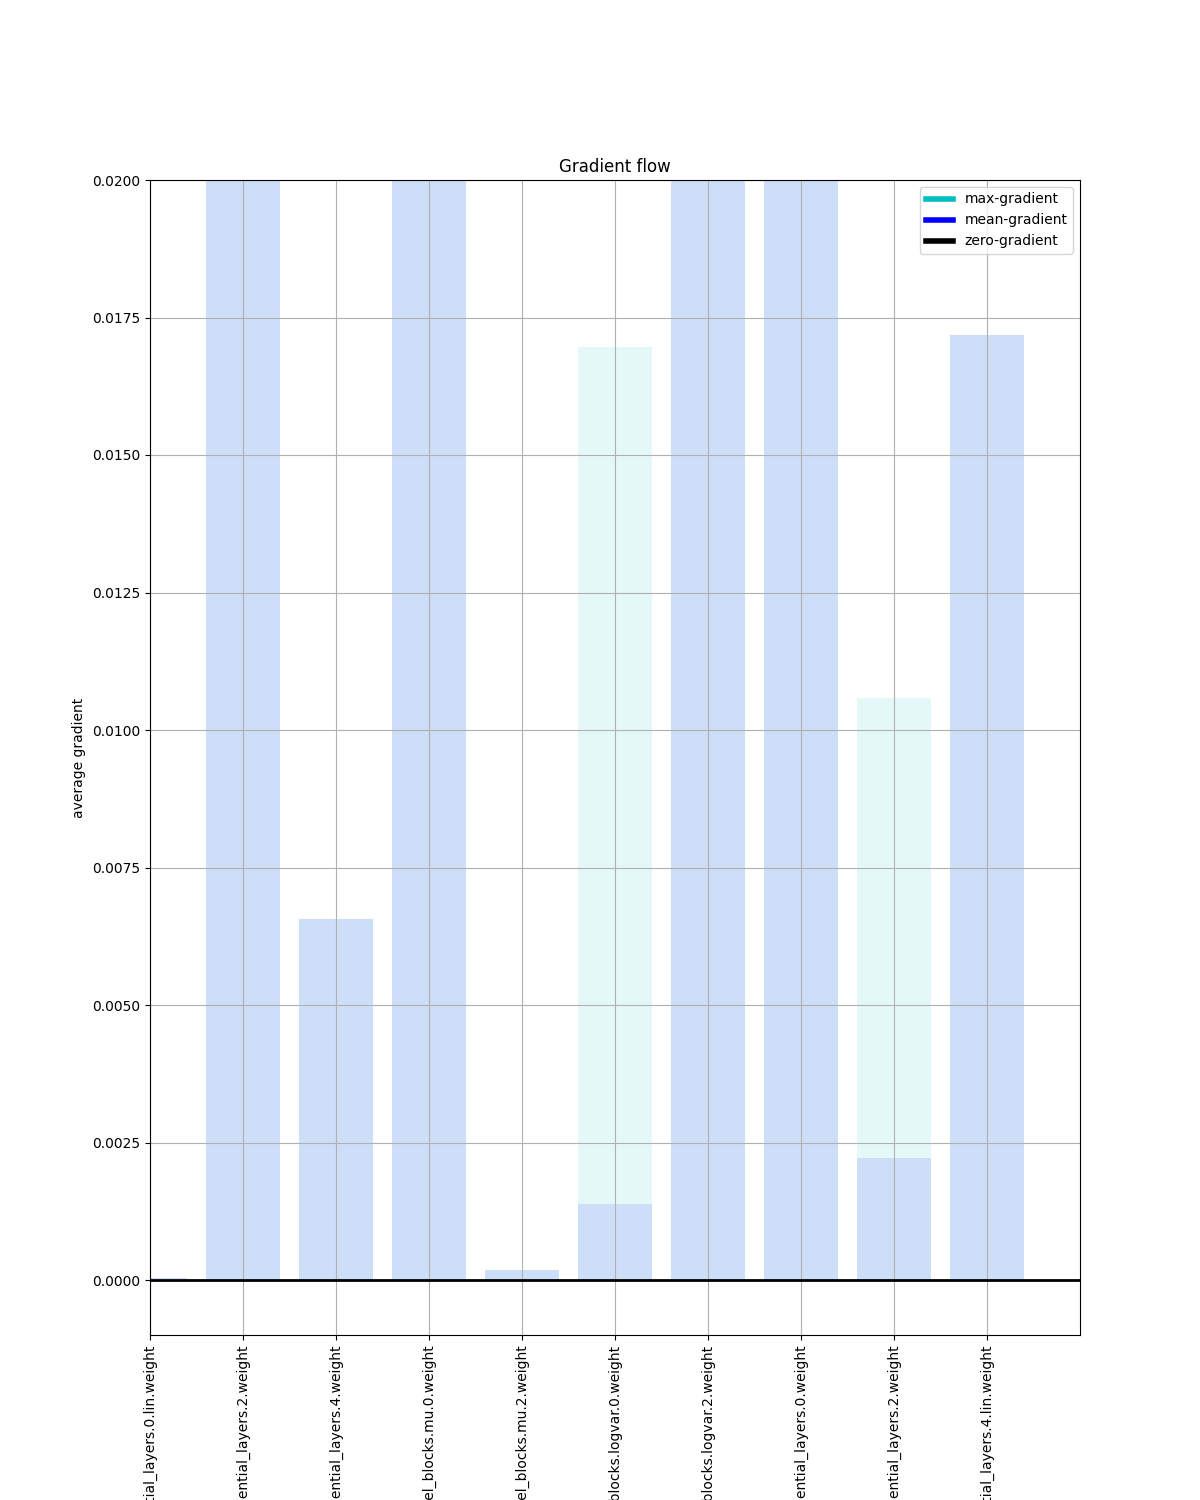 Gradient flow
max-gradient
mean-gradient
zero-gradient
0.0200
0.0175
0.0150
0.0125
0.0100
0.0075
0.0050
0.0025
0.0000
average gradient
tial_layers.0.lin.weight
ential_layers.2.weight
ential_layers.4.weight
el_blocks.mu.0.weight
el_blocks.mu.2.weight
blocks.logvar.0.weight
blocks.logvar.2.weight
ential_layers.0.weight
ential_layers.2.weight
tial_layers.4.lin.weight